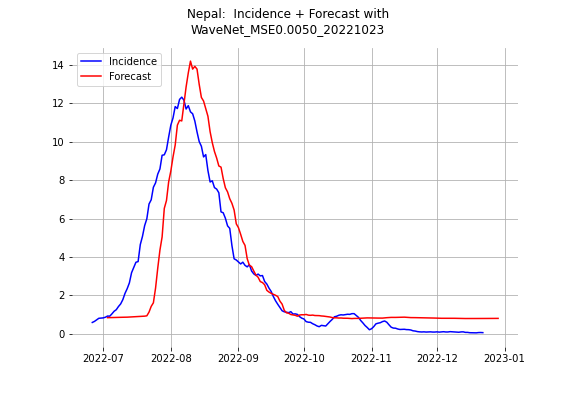 Nepal:  Incidence + Forecast with
WaveNet_MSE0.0050_20221023
Incidence
Forecast
14
12
10
8
6
4
2
0
2022-07 2022-08 2022-09 2022-10 2022-11 2022-12 2023-01